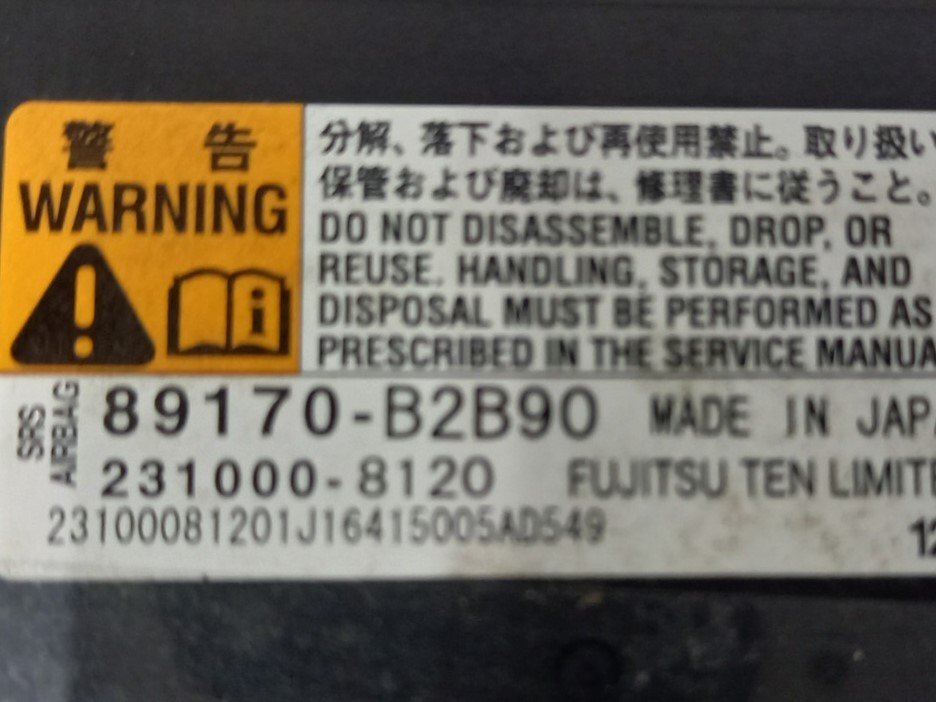 警 告
WARNING
分解、落下および再使用禁止。取り扱い
保管および廃却は、修理書に従うこと。
DO NOT DISASSEMBLE, DROP, OR
REUSE. HANDLING, STORAGE, AND
DISPOSAL MUST BE PERFORMED AS
PRESCRIBED IN THE SERVICE MANUA
SRS
AIRBAG
89170-B2B90 MADE IN JAPA
231000-8120 FUJITSU TEN LIMITE
23100081201J16415005AD549 12